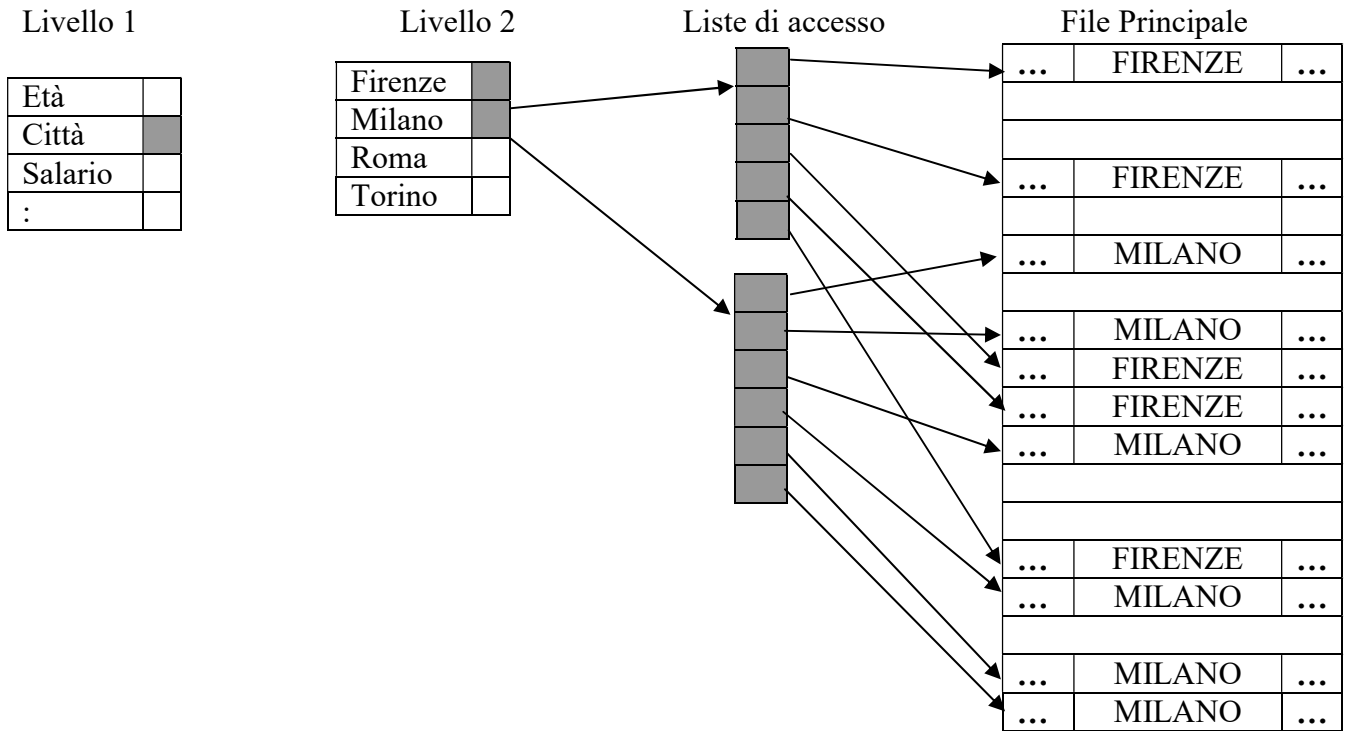 Livello 1 Livello 2 Liste di accesso File Principale
Età
Città
Salario
:
Firenze
Milano
Roma
Torino
... FIRENZE ...
... FIRENZE ...
... MILANO ...
... MILANO ...
... FIRENZE ...
... FIRENZE ...
... MILANO ...
... FIRENZE ...
... MILANO ...
... MILANO ...
... MILANO ...